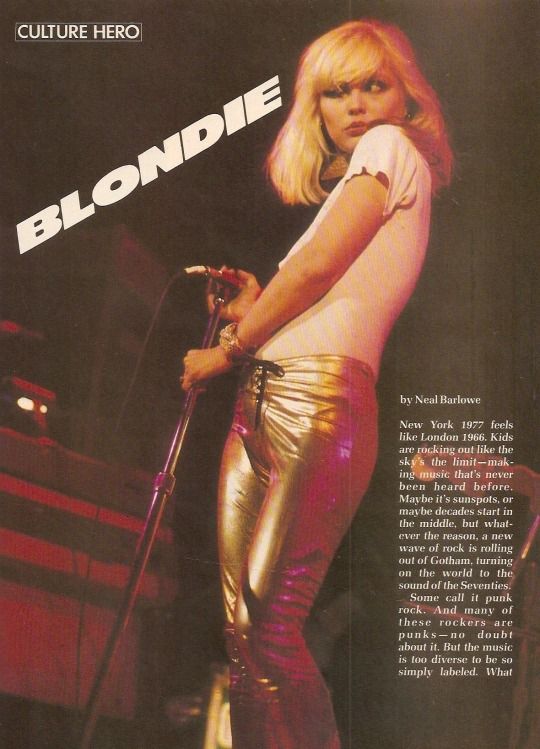 CULTURE HERO
BLONDIE
by Neal Barlowe
New York 1977 feels
like London 1966. Kids
are rocking out like the
sky's the limit—mak-
ing music that's never
been heard before.
Maybe it's sunspots, or
maybe decades start in
the middle, but what-
ever the reason, a new
wave of rock is rolling
out of Gotham, turning
on the world to the
sound of the Seventies.
Some call it punk
rock. And many of
these rockers are
punks—no doubt
about it. But the music
is too diverse to be so
simply labeled. What